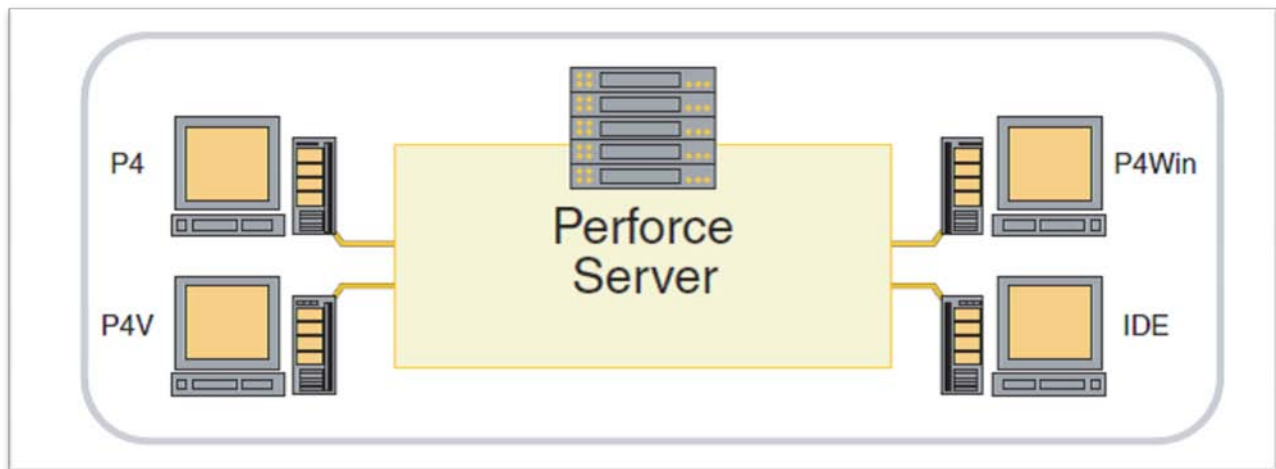 P4
P4V
Perforce
Server
P4Win
IDE